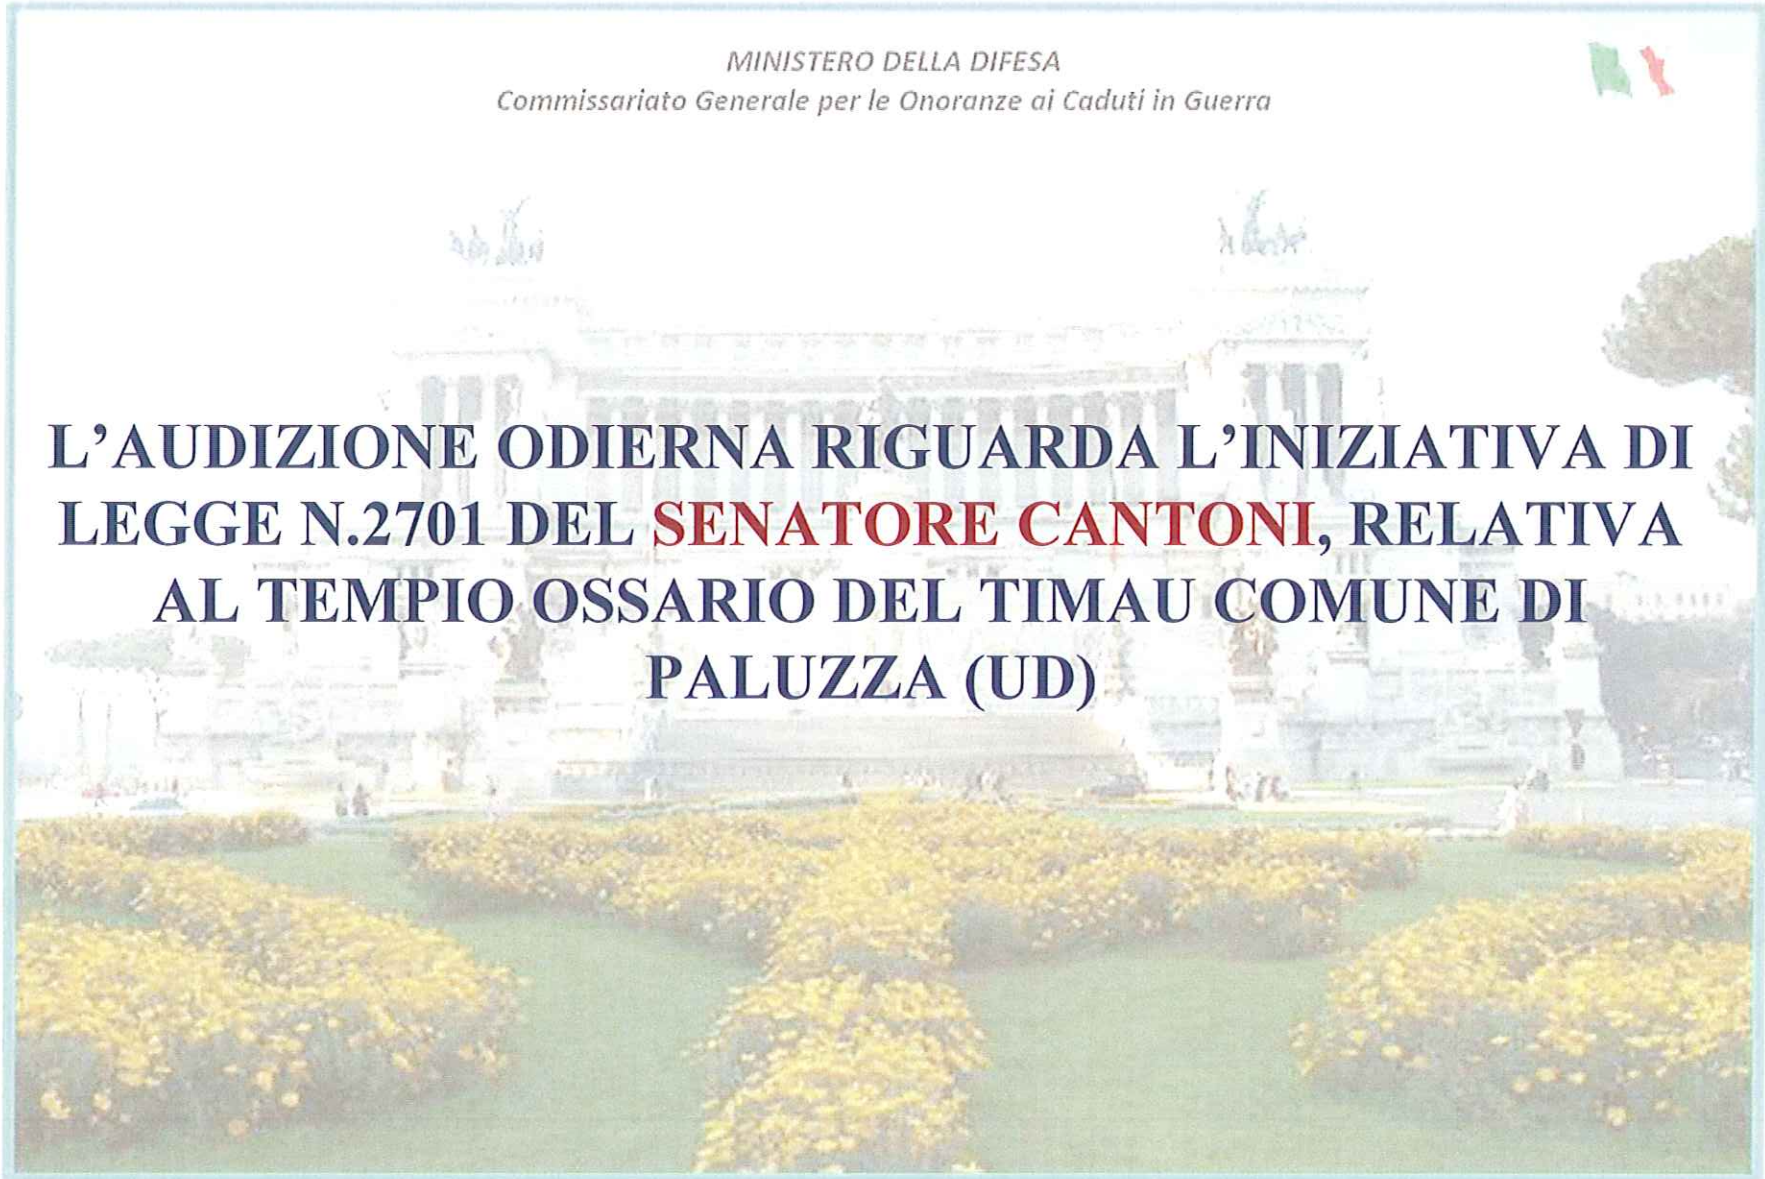 MINISTERO DELLA DIFESA
Commissariato Generale per le Onoranze ai Caduti in Guerra
L’AUDIZIONE ODIERNA RIGUARDA L’INIZIATIVA DI
LEGGE N.2701 DEL SENATORE CANTONI, RELATIVA
AL TEMPIO OSSARIO DEL TIMAU COMUNE DI
PALUZZA (UD)